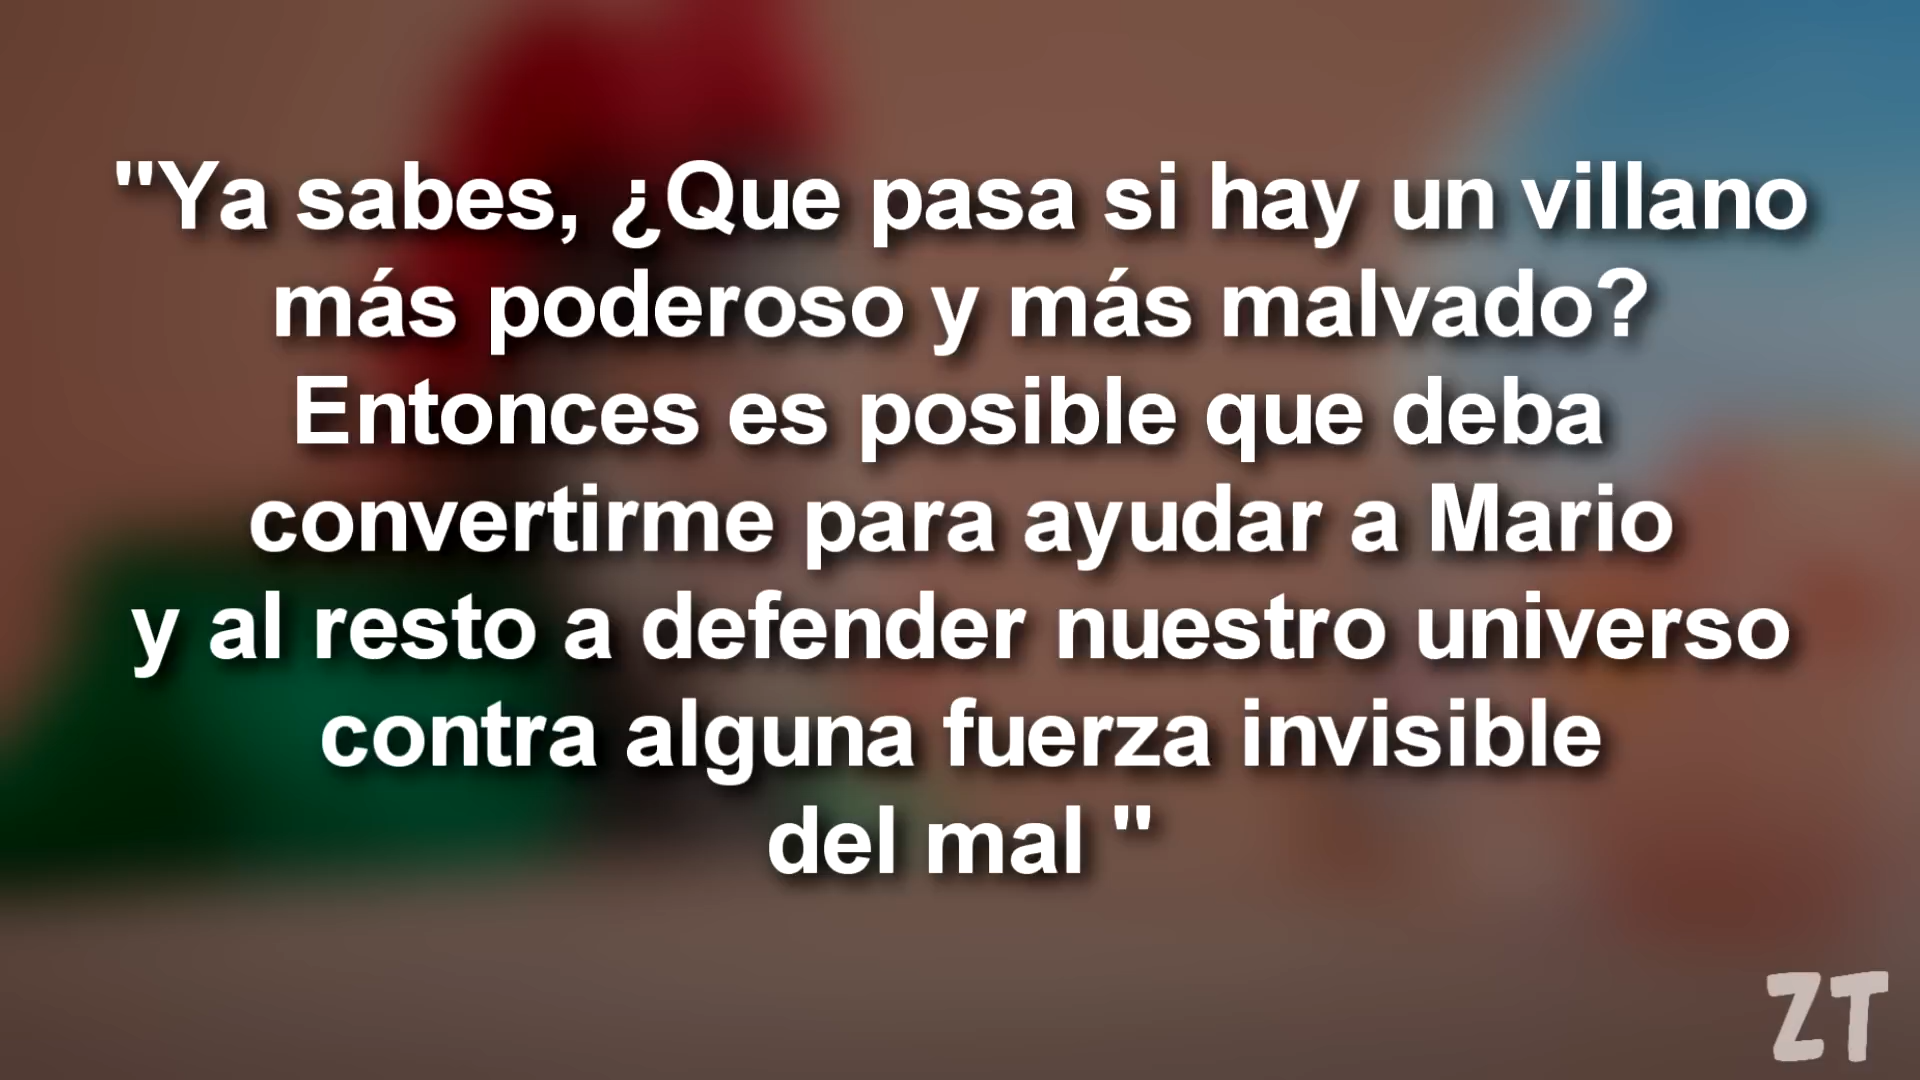 "Ya sabes, ¿Que pasa si hay un villano
más poderoso y más malvado?
Entonces es posible que deba
convertirme para ayudar a Mario
y al resto a defender nuestro universo
contra alguna fuerza invisible
del mal "
ZT